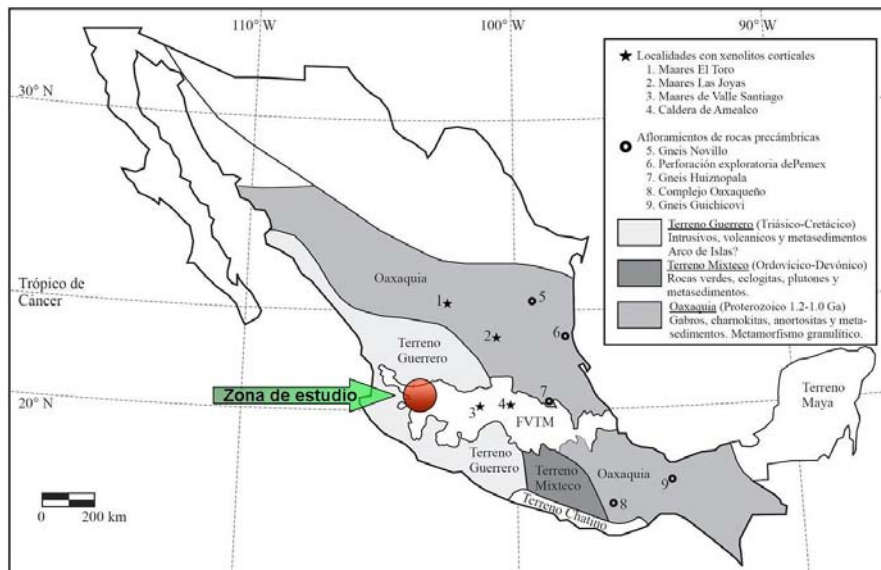 110° W
100° W
90° W
30° N
Trópico de
Cáncer
20° N
★ Localidades con xenolitos corticales
1. Maares El Toro
2. Maares Las Joyas
3. Maares de Valle Santiago
4. Caldera de Amealco
Afloramientos de rocas precámbricas
5. Gneis Novillo
6. Perforación exploratoria dePemex
7. Gneis Huiznopala
8. Complejo Oaxaqueño
9. Gneis Guichicovi
Terreno Guerrero (Triásico-Cretácico)
Intrusivos, volcanicos y metasedimentos
Arco de Islas?
Terreno Mixteco (Ordovícico-Devónico)
Rocas verdes, eclogitas, plutones y
metasedimentos.
Oaxaquia (Proterozoico 1.2-1.0 Ga)
Gabros, charnokitas, anortositas y meta-
sedimentos. Metamorfismo granulítico.
Oaxaquia
1
5
2
6
Terreno
Guerrero
Zona de estudio
3
4
7
FVTM
Terreno
Maya
Terreno
Guerrero
Terreno
Mixteco
Oaxaquia
9
8
Terreno Chatino
0 200 km